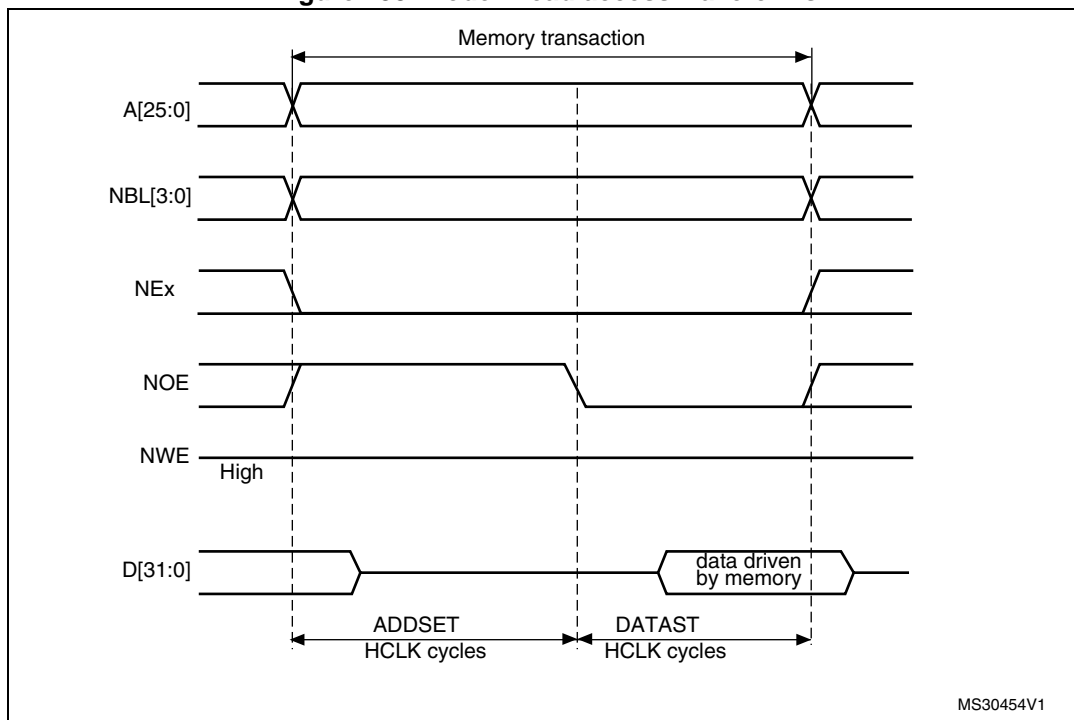 Memory transaction
A[25:0]
NBL[3:0]
NEx
NOE
NWE
High
D[31:0]
data driven
by memory
ADDSET
HCLK cycles
DATAST
HCLK cycles
MS30454V1